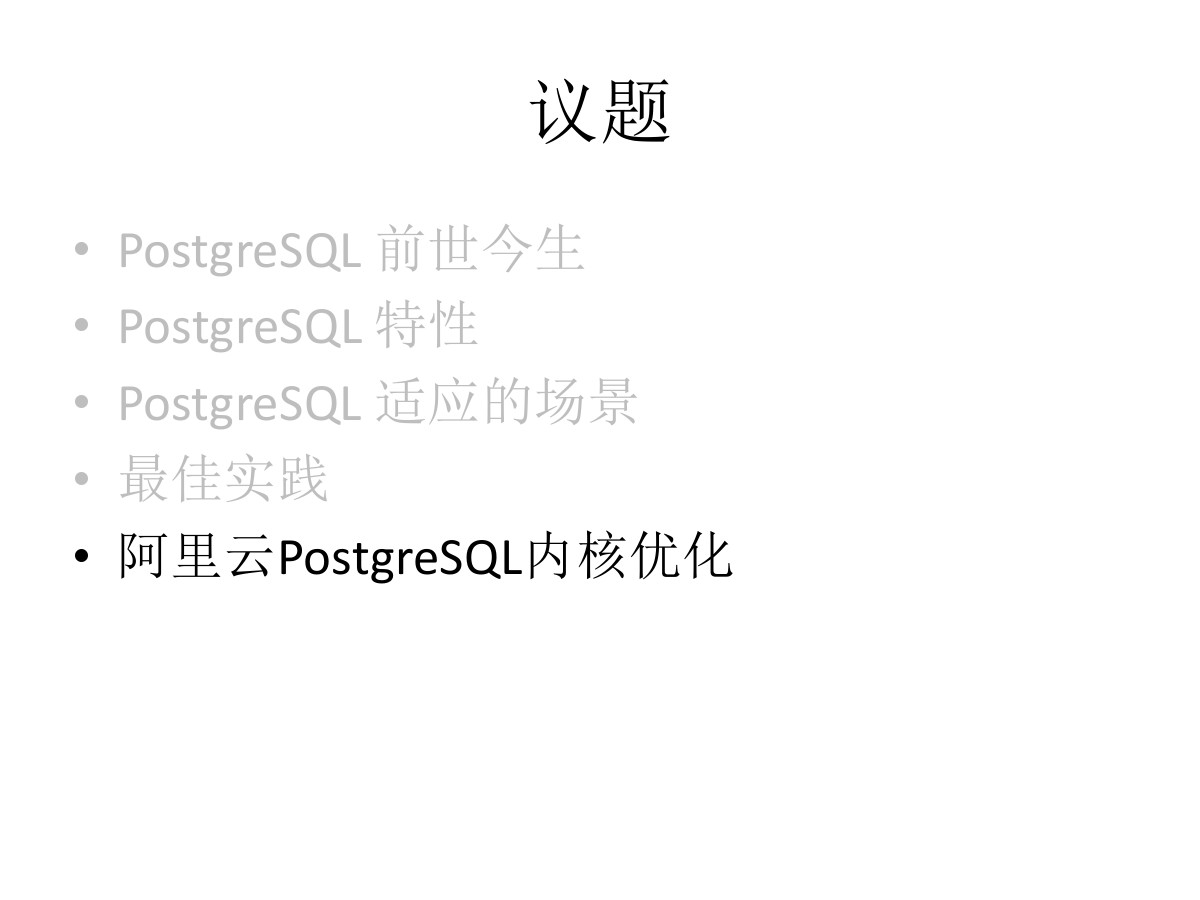 议题
• PostgreSQL 前世今生
• PostgreSQL 特性
• PostgreSQL 适应的场景
• 最佳实践
• 阿里云PostgreSQL内核优化